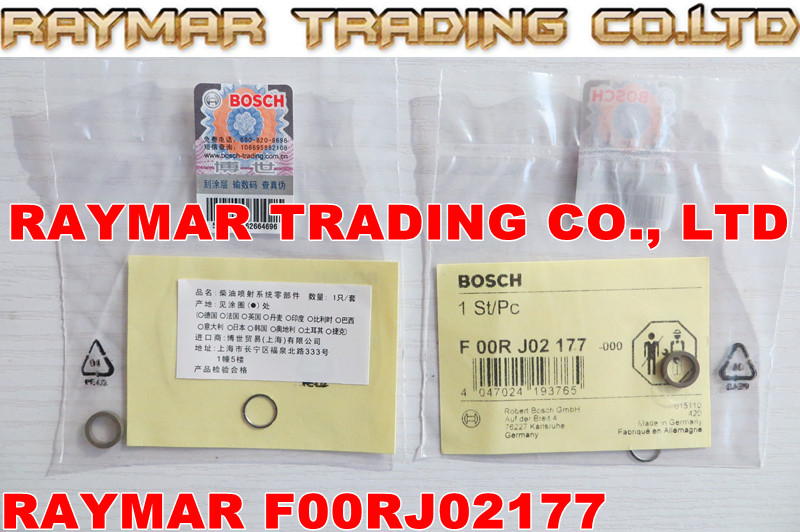 RAYMAR TRADING CO.LTD
BOSCH
免费电话: 680-820-8696
短信查询: 106695882108
www.bosch-trading.com.cn
博世
刮涂层 输数码 查真伪
RAYMAR TRADING CO., LTD
品名: 柴油喷射系统零部件 数量: 1只/套
产地: 见涂圈(●)处
(○德国 ○法国 ○英国 ○丹麦 ○印度 ○比利时 ○巴西
○意大利 ○日本 ○韩国 ○奥地利 ○土耳其 ○捷克)
进口商: 博世贸易(上海)有限公司
地址: 上海市长宁区福泉北路333号
1幢5楼
产品检验合格
BOSCH
BOSCH
1 St/Pc
F 00R J02 177 -000
4 047024 193765
Robert Bosch GmbH
Auf der Breit 4
76227 Karlsruhe
Germany
615110
420
Made in Germany
Fabriqué en Allemagne
RAYMAR F00RJ02177